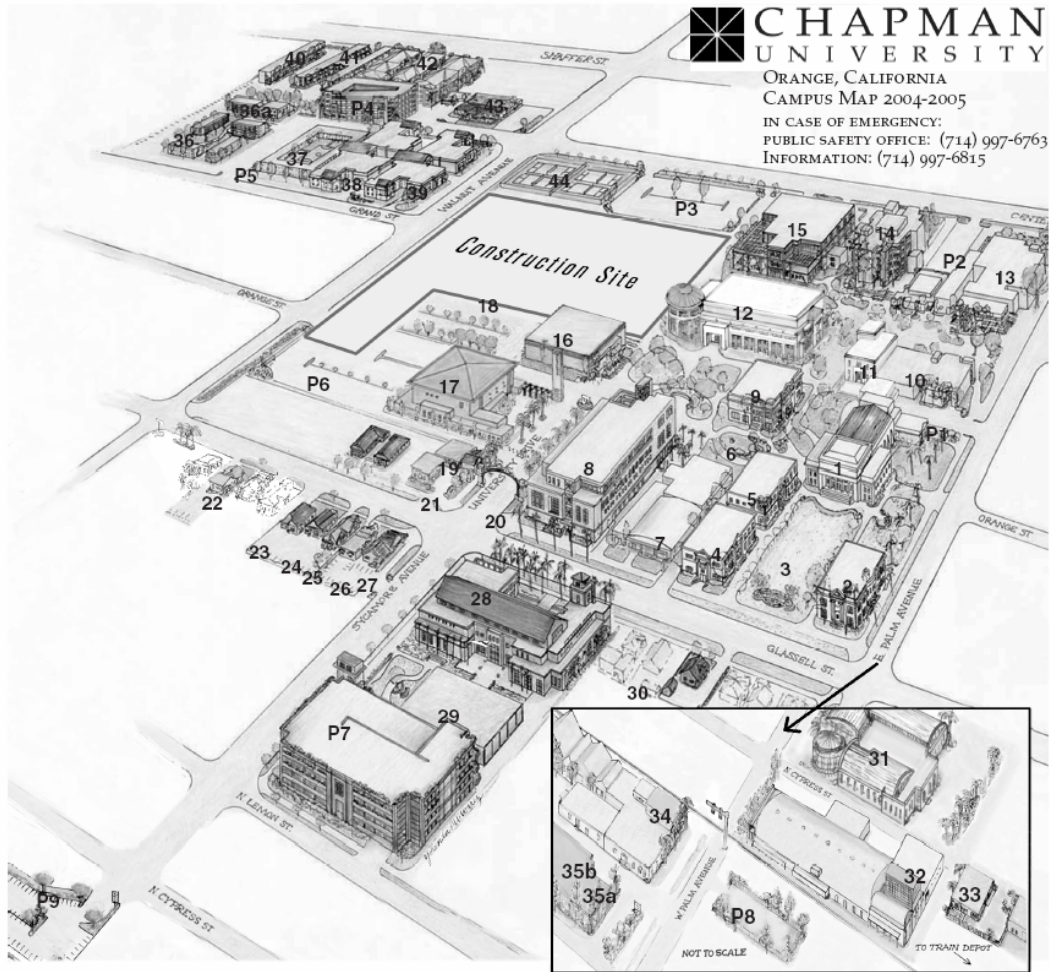 CHAPMAN
UNIVERSITY
ORANGE, CALIFORNIA
CAMPUS MAP 2004-2005
IN CASE OF EMERGENCY:
PUBLIC SAFETY OFFICE: (714) 997-6763
INFORMATION: (714) 997-6815
SHAFFER ST.
40
41
42
P4
36a
43
36
37
P5
38
39
WALNUT AVENUE
GRAND ST
44
P3
15
14
CENTE
P2
13
Construction Site
ORANGE ST.
18
12
16
11
10
P6
17
9
P1
19
8
6
1
UNIVERSITY DRIVE
21
22
5
20
ORANGE ST
23
7
4
3
24
25
26
27
2
SYCAMORE AVENUE
28
E. PALM AVENUE
GLASSELL ST.
30
29
P7
31
N CYPRESS ST
N LEMON ST.
34
32
35b
35a
W. PALM AVENUE
33
P9
P8
N CYPRESS ST
NOT TO SCALE
TO TRAIN DEPOT